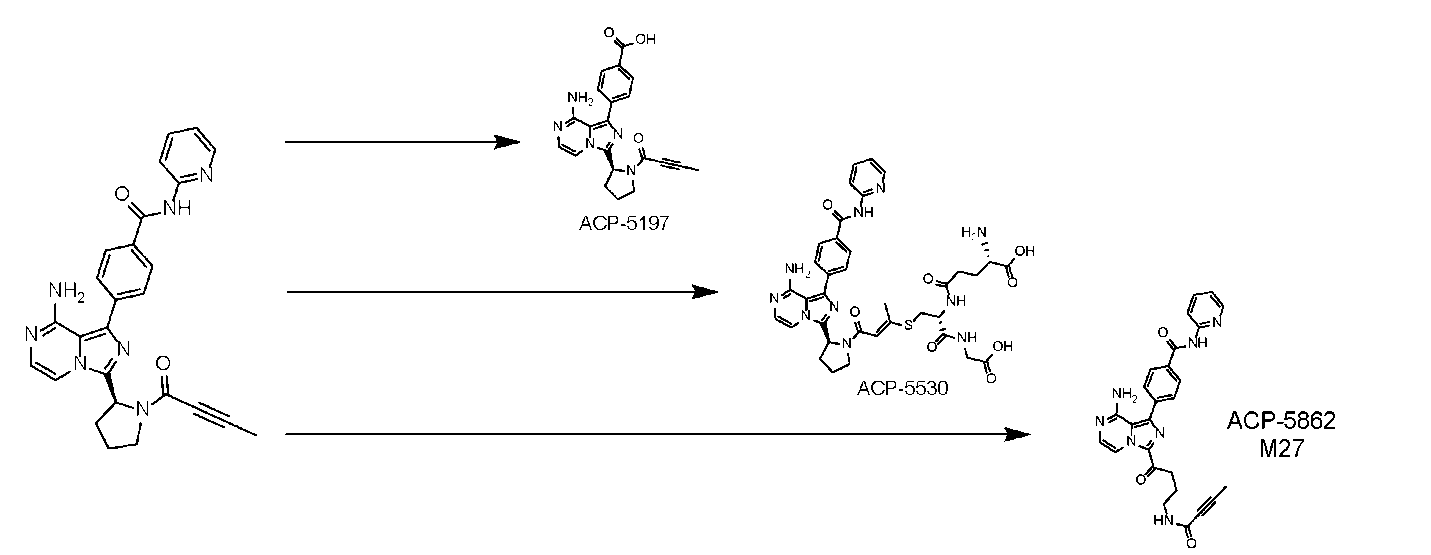 N
O
NH
NH2
N
N
N
O
N
O OH
NH2
N
N
O
N
N
ACP-5197
N
O
NH
H2N
OH
O
O
NH
NH2
N
N
N
O
S
N
O
NH
OH
O
ACP-5530
N
O
NH
NH2
N
N
N
O
HN
O
ACP-5862
M27